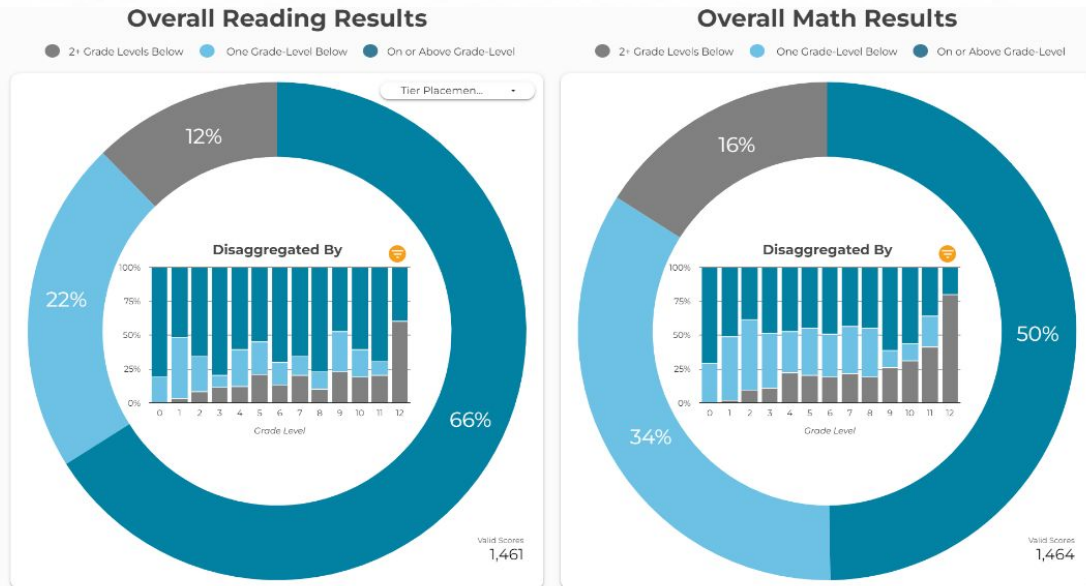 Overall Reading Results
2+ Grade Levels Below One Grade-Level Below On or Above Grade-Level
Tier Placemen...
12%
22%
66%
Disaggregated By
100%
75%
50%
25%
0%
0 1 2 3 4 5 6 7 8 9 10 11 12
Grade Level
Valid Scores
1,461
Overall Math Results
2+ Grade Levels Below One Grade-Level Below On or Above Grade-Level
16%
34%
50%
Disaggregated By
100%
75%
50%
25%
0%
0 1 2 3 4 5 6 7 8 9 10 11 12
Grade Level
Valid Scores
1,464